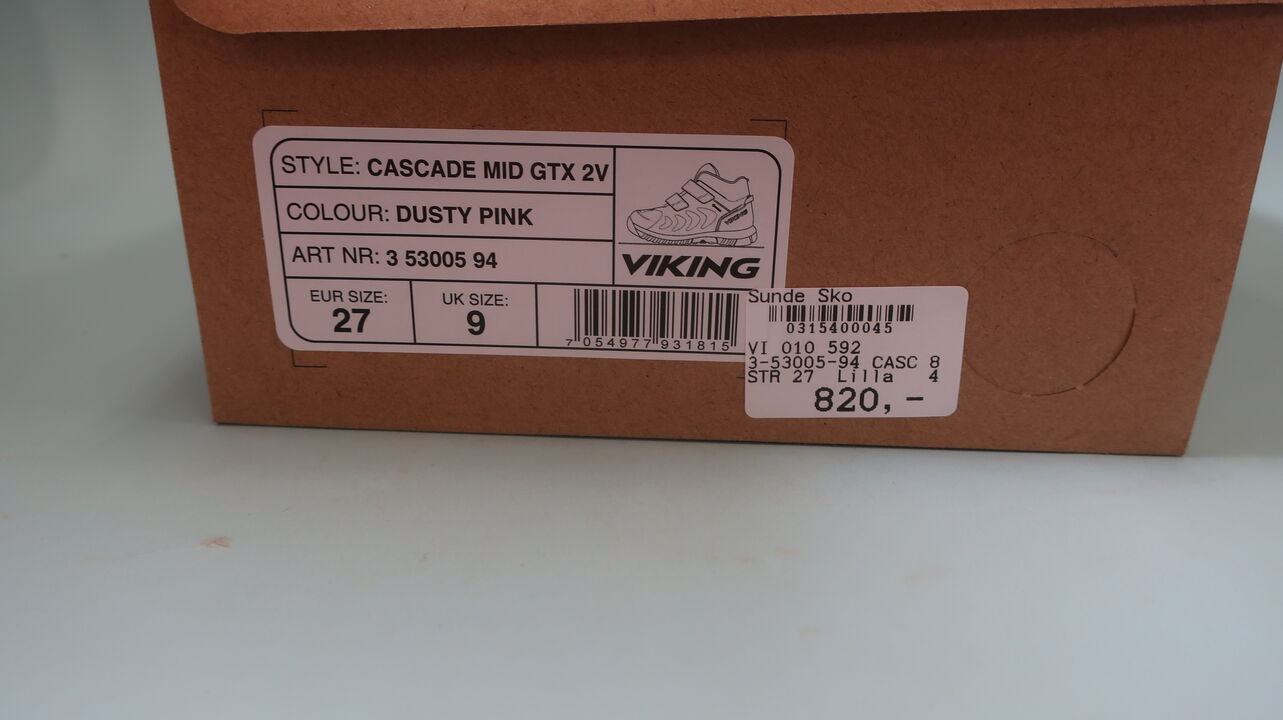 STYLE: CASCADE MID GTX 2V
COLOUR: DUSTY PINK
ART NR: 3 53005 94
VIKING
EUR SIZE:
27
UK SIZE:
9
7 054977 931815
Sunde Sko
0315400045
VI 010 592
3-53005-94 CASC 8
STR 27 Lilla 4
820,-